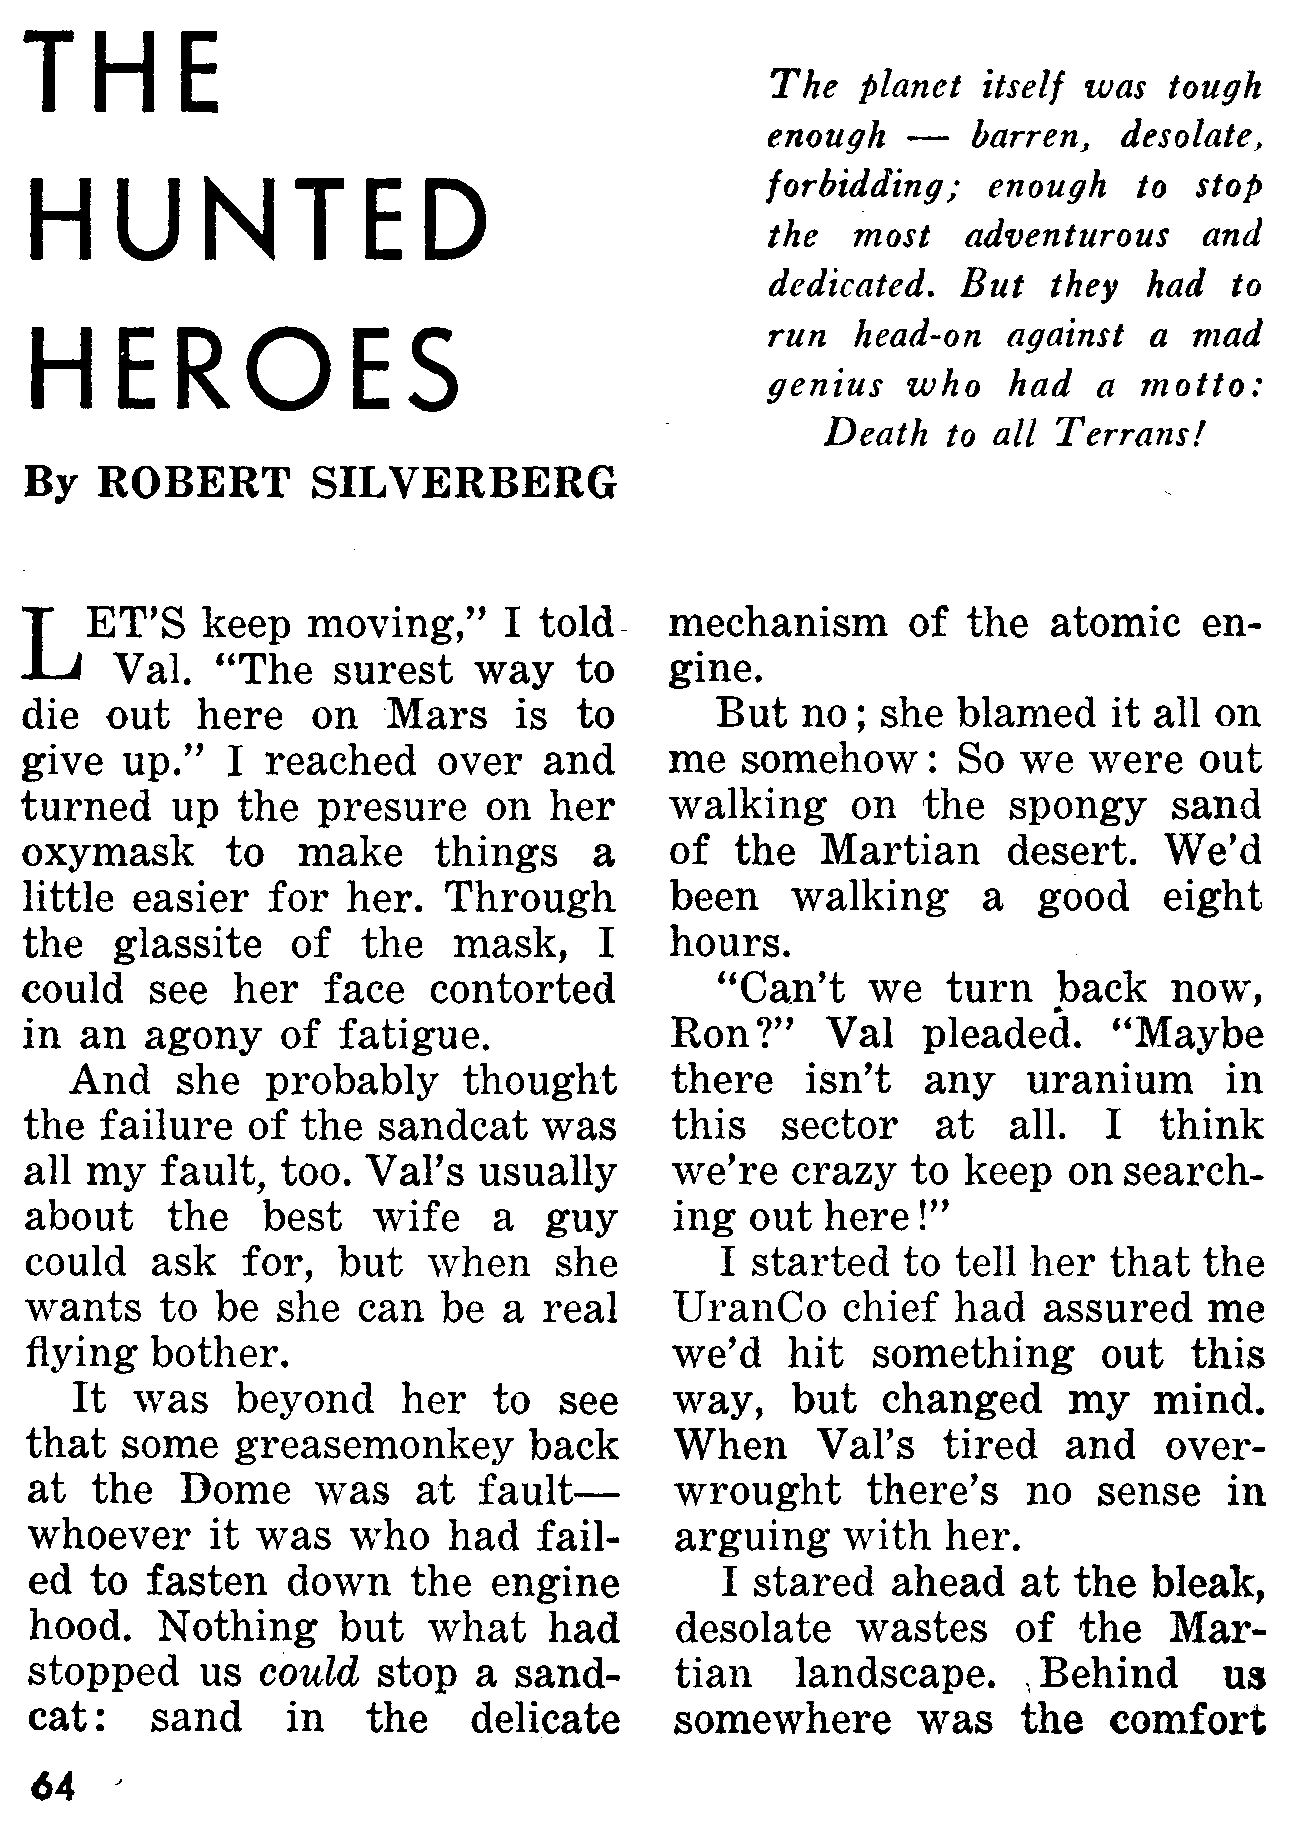 THE
HUNTED
HEROES
By ROBERT SILVERBERG
The planet itself was tough
enough — barren, desolate,
forbidding; enough to stop
the most adventurous and
dedicated. But they had to
run head-on against a mad
genius who had a motto:
Death to all Terrans!
LET'S keep moving,” I told
Val. “The surest way to
die out here on Mars is to
give up.” I reached over and
turned up the presure on her
oxymask to make things a
little easier for her. Through
the glassite of the mask, I
could see her face contorted
in an agony of fatigue.
And she probably thought
the failure of the sandcat was
all my fault, too. Val's usually
about the best wife a guy
could ask for, but when she
wants to be she can be a real
flying bother.
It was beyond her to see
that some greasemonkey back
at the Dome was at fault—
whoever it was who had fail-
ed to fasten down the engine
hood. Nothing but what had
stopped us could stop a sand-
cat: sand in the delicate
mechanism of the atomic en-
gine.
But no; she blamed it all on
me somehow: So we were out
walking on the spongy sand
of the Martian desert. We'd
been walking a good eight
hours.
“Can't we turn back now,
Ron?” Val pleaded. “Maybe
there isn't any uranium in
this sector at all. I think
we're crazy to keep on search-
ing out here!”
I started to tell her that the
UranCo chief had assured me
we'd hit something out this
way, but changed my mind.
When Val's tired and over-
wrought there's no sense in
arguing with her.
I stared ahead at the bleak,
desolate wastes of the Mar-
tian landscape. Behind us
somewhere was the comfort
64